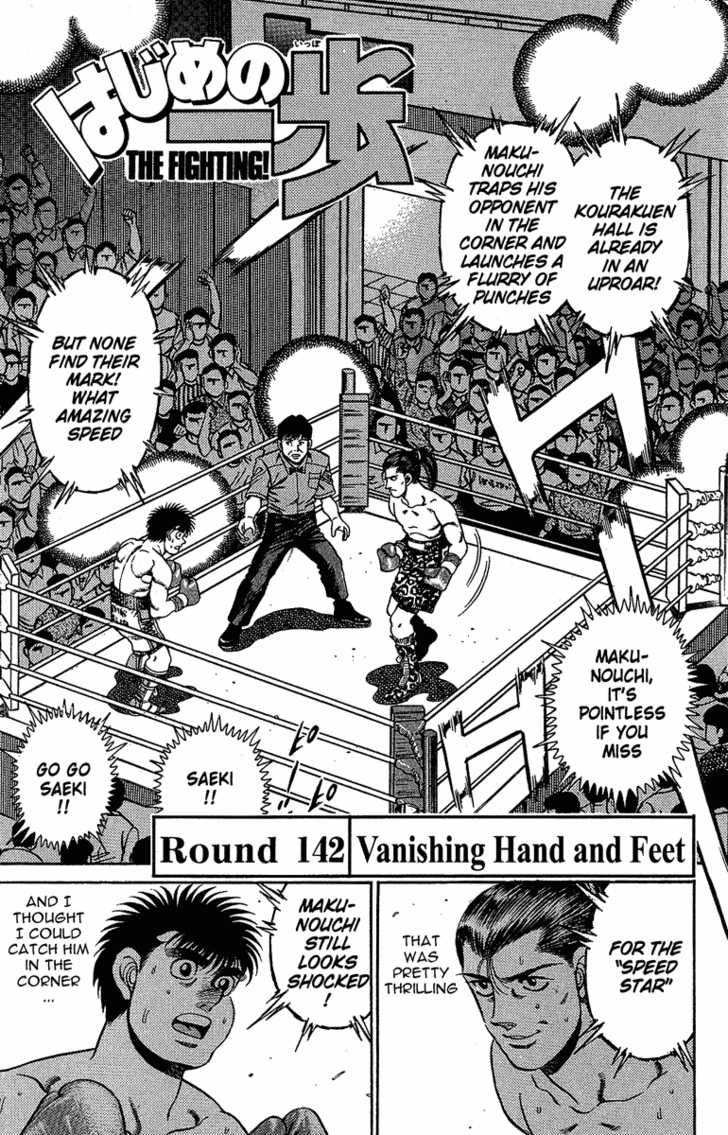 はじめの
一歩
いっぽ
THE FIGHTING!
THE
KOURAKUEN
HALL IS
ALREADY
IN AN
UPROAR!
MAKU-
NOUCHI
TRAPS HIS
OPPONENT
IN THE
CORNER AND
LAUNCHES A
FLURRY OF
PUNCHES
BUT NONE
FIND THEIR
MARK!
WHAT
AMAZING
SPEED
MAKU-
NOUCHI,
IT'S
POINTLESS
IF YOU
MISS
SAEKI
!!
GO GO
SAEKI
!!
Round 142
Vanishing Hand and Feet
FOR THE
"SPEED
STAR"
THAT
WAS
PRETTY
THRILLING
MAKU-
NOUCHI
STILL
LOOKS
SHOCKED
!
AND I
THOUGHT
I COULD
CATCH HIM
IN THE
CORNER
...